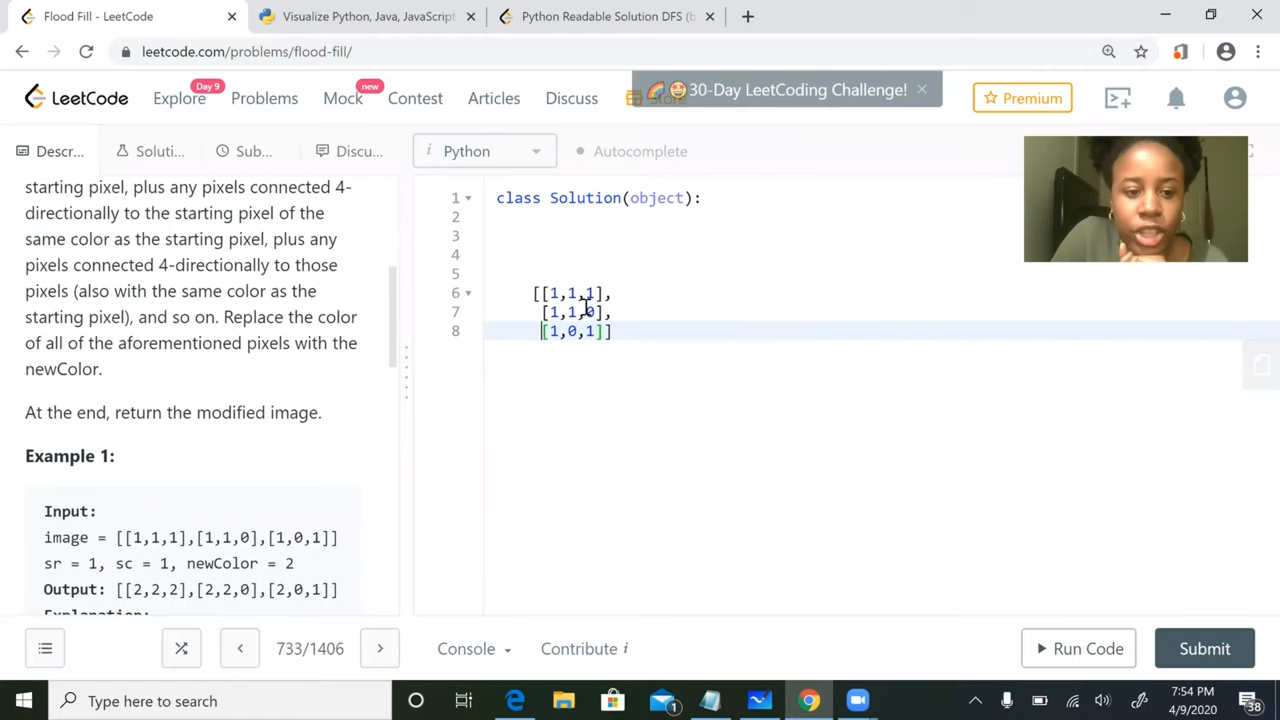 Flood Fill - LeetCode
Visualize Python, Java, JavaScript,
Python Readable Solution DFS (b
leetcode.com/problems/flood-fill/
LeetCode
Explore
Day 9
Problems
Mock
new
Contest
Articles
Discuss
Store
30-Day LeetCoding Challenge!
Premium
Descr...
Soluti...
Sub...
Discu...
i Python
Autocomplete
starting pixel, plus any pixels connected 4-
directionally to the starting pixel of the
same color as the starting pixel, plus any
pixels connected 4-directionally to those
pixels (also with the same color as the
starting pixel), and so on. Replace the color
of all of the aforementioned pixels with the
newColor.
At the end, return the modified image.
Example 1:
Input:
image = [[1,1,1],[1,1,0],[1,0,1]]
sr = 1, sc = 1, newColor = 2
Output: [[2,2,2],[2,2,0],[2,0,1]]
Explanation:
1 class Solution(object):
2
3
4
5
6 [[1,1,1],
7 [1,1,0],
8 [1,0,1]]
733/1406
Console
Contribute i
Run Code
Submit
Type here to search
1
7:54 PM
4/9/2020
38